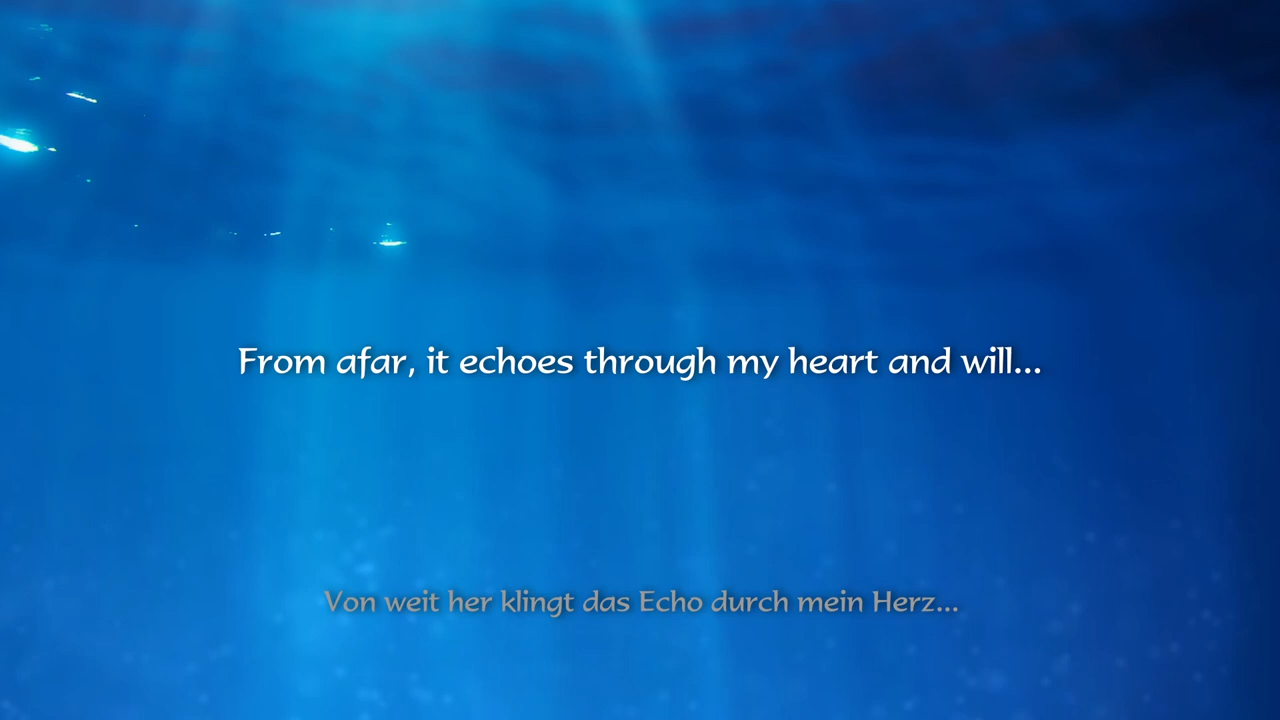 From afar, it echoes through my heart and will...
Von weit her klingt das Echo durch mein Herz...